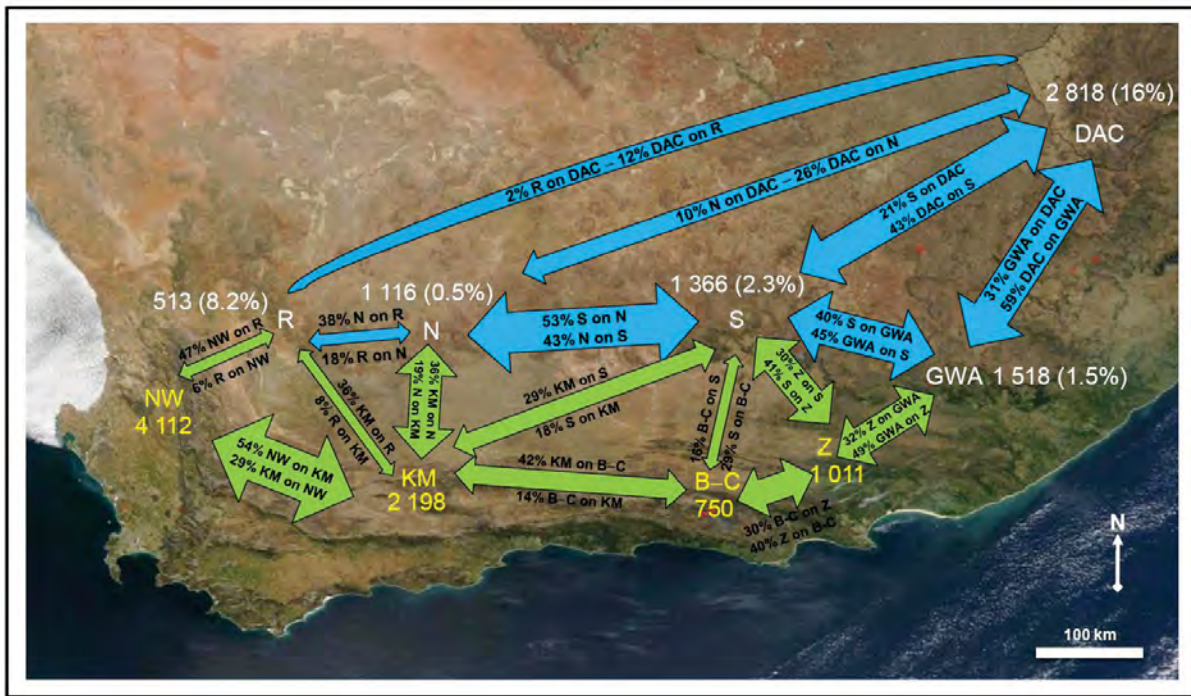 2 818 (16%)
DAC
2% R on DAC – 12% DAC on R
10% N on DAC – 26% DAC on N
21% S on DAC
43% DAC on S
31% GWA on DAC
59% DAC on GWA
513 (8.2%)
R
1 116 (0.5%)
N
1 366 (2.3%)
S
38% N on R
18% R on N
53% S on N
43% N on S
40% S on GWA
45% GWA on S
47% NW on R
6% R on NW
GWA 1 518 (1.5%)
NW
4 112
36% KM on R
8% R on KM
36% KM on N
19% N on KM
29% KM on S
18% S on KM
16% B-C on S
29% S on B-C
30% Z on S
41% S on Z
32% Z on GWA
49% GWA on Z
54% NW on KM
29% KM on NW
KM
2 198
42% KM on B–C
14% B–C on KM
B–C
750
Z
1 011
30% B-C on Z
40% Z on B-C
N
100 km